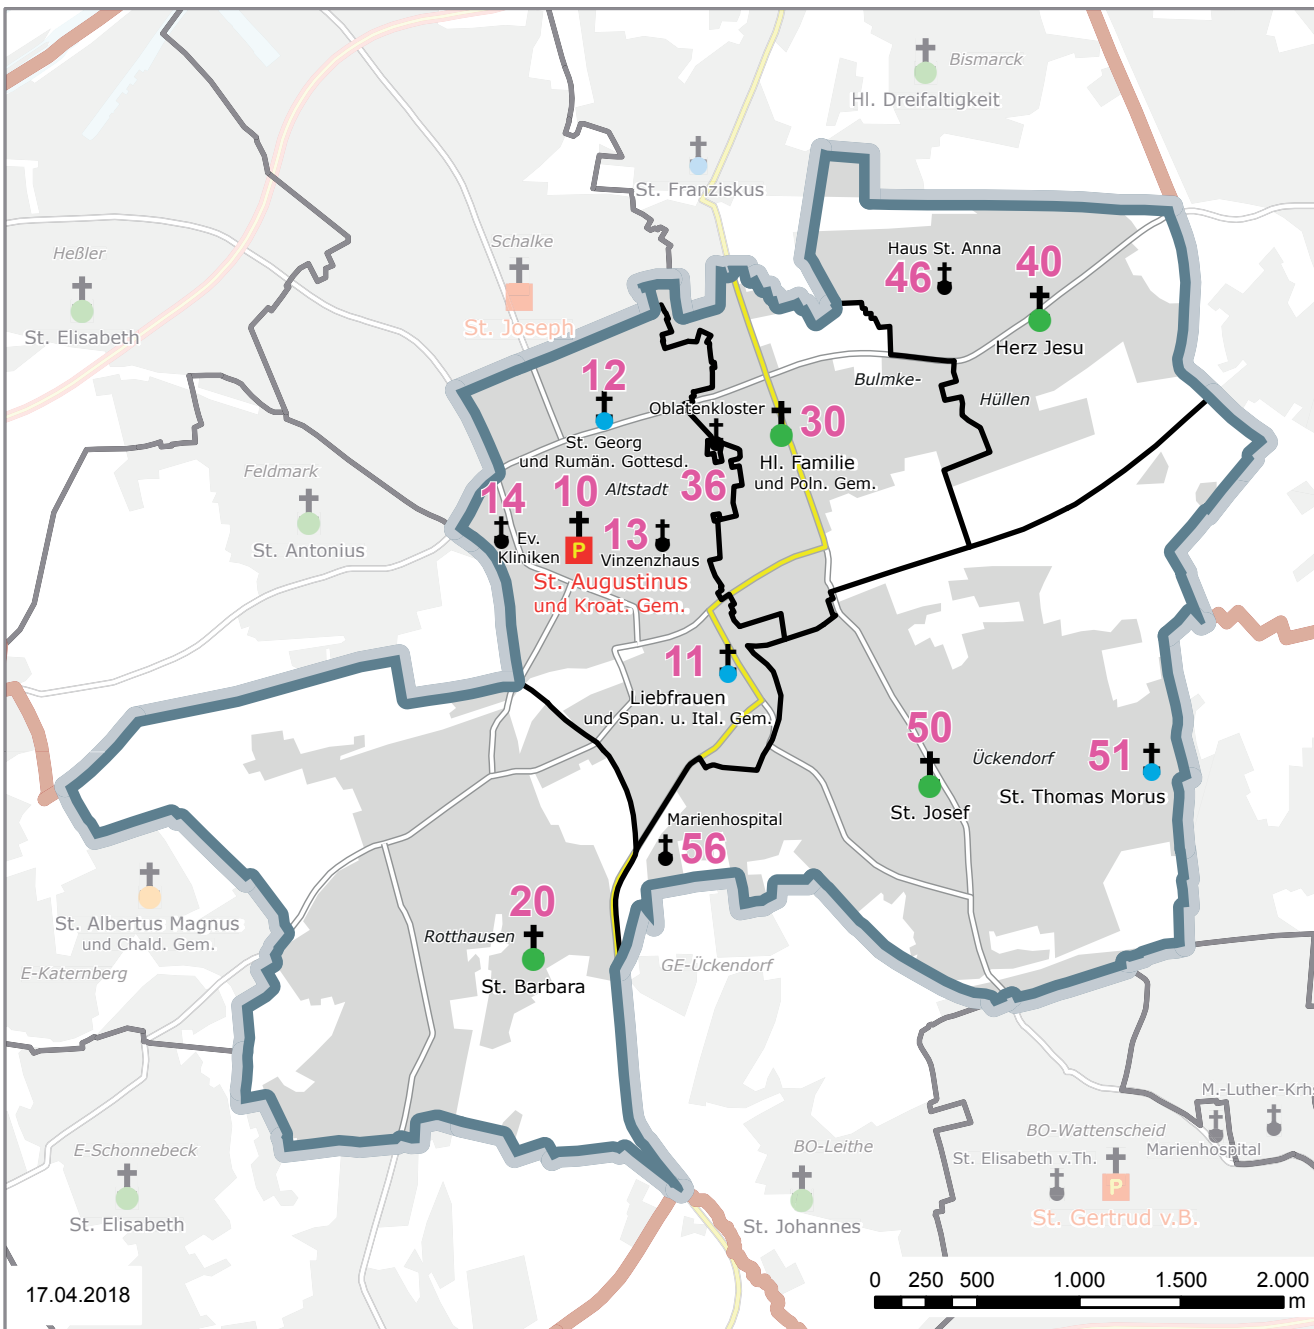 Bismarck
Hl. Dreifaltigkeit
St. Franziskus
Heßler
St. Elisabeth
Schalke
St. Joseph
Haus St. Anna
46
40
Herz Jesu
Bulmke-
Hüllen
12
St. Georg
und Rumän. Gottesd.
Oblatenkloster
36
30
Hl. Familie
und Poln. Gem.
Feldmark
St. Antonius
14
Ev.
Kliniken
10
Altstadt
P
13
Vinzenzhaus
St. Augustinus
und Kroat. Gem.
11
Liebfrauen
und Span. u. Ital. Gem.
50
Ückendorf
St. Josef
51
St. Thomas Morus
Marienhospital
56
St. Albertus Magnus
und Chald. Gem.
E-Katernberg
20
Rotthausen
St. Barbara
GE-Ückendorf
E-Schonnebeck
St. Elisabeth
BO-Leithe
St. Johannes
M.-Luther-Krhs
BO-Wattenscheid
Marienhospital
St. Elisabeth v.Th.
P
St. Gertrud v.B.
17.04.2018
0 250 500 1.000 1.500 2.000
m